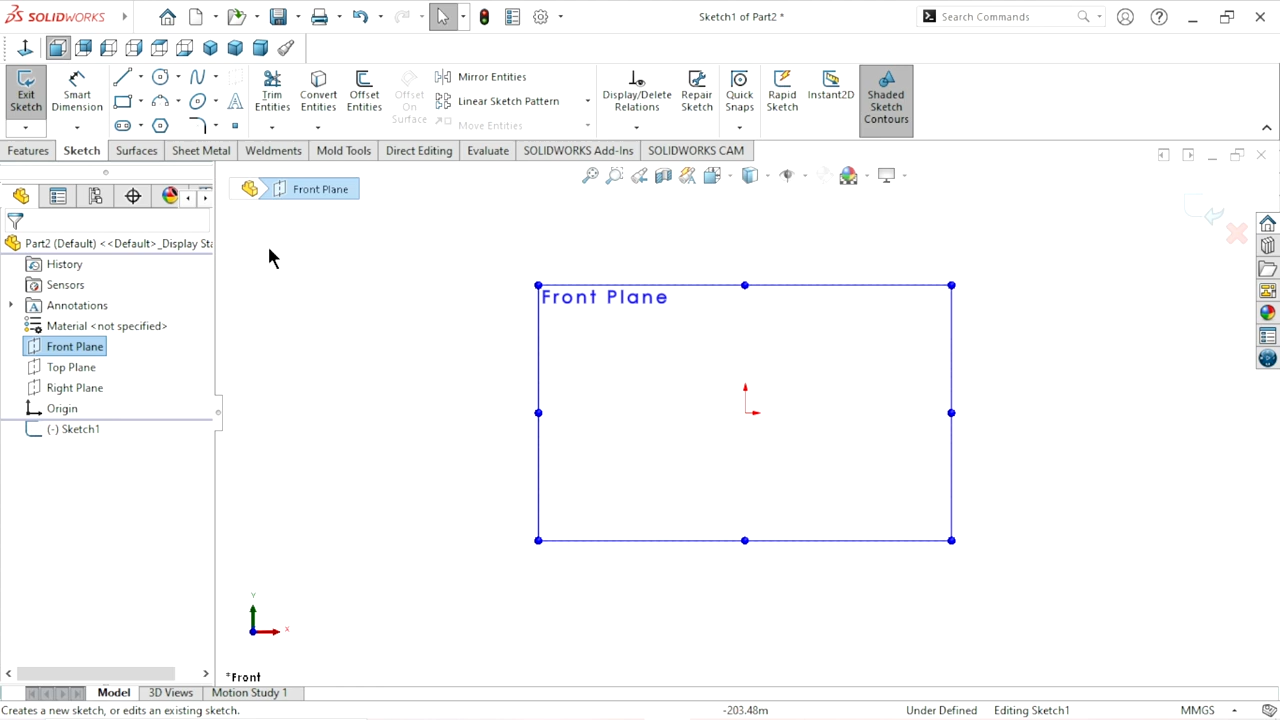 SOLIDWORKS
Sketch1 of Part2 *
Search Commands
Exit Sketch
Smart Dimension
Trim Entities
Convert Entities
Offset Entities
Offset On Surface
Mirror Entities
Linear Sketch Pattern
Move Entities
Display/Delete Relations
Repair Sketch
Quick Snaps
Rapid Sketch
Instant2D
Shaded Sketch Contours
Features
Sketch
Surfaces
Sheet Metal
Weldments
Mold Tools
Direct Editing
Evaluate
SOLIDWORKS Add-Ins
SOLIDWORKS CAM
Front Plane
Part2 (Default) <<Default>_Display Sta
History
Sensors
Annotations
Material <not specified>
Front Plane
Top Plane
Right Plane
Origin
(-) Sketch1
Front Plane
Y
X
*Front
Model
3D Views
Motion Study 1
Creates a new sketch, or edits an existing sketch.
-203.48m
Under Defined
Editing Sketch1
MMGS